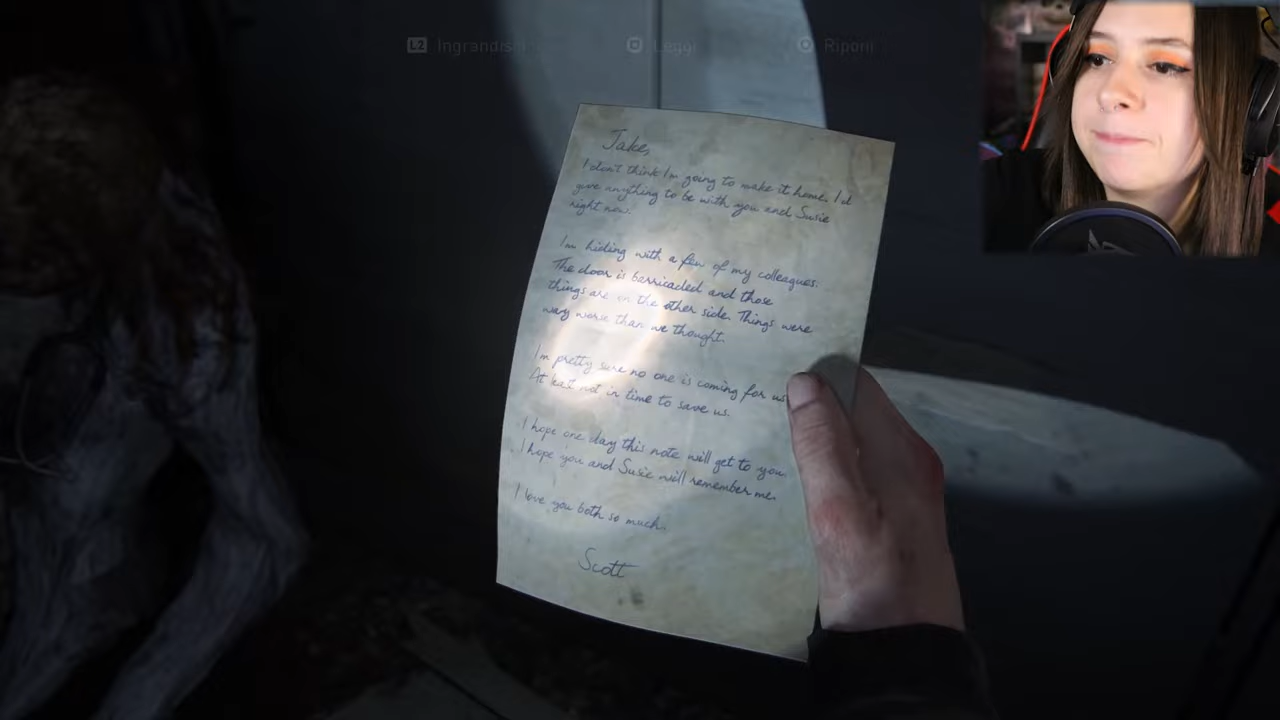 L2 Ingrandisci
Leggi
Riponi
Jake,
I don't think I'm going to make it home. I'd
give anything to be with you and Susie
right now.
I'm hiding with a few of my colleagues.
The door is barricaded and those
things are on the other side. Things were
way worse than we thought.
I'm pretty sure no one is coming for us.
At least not in time to save us.
I hope one day this note will get to you.
I hope you and Susie will remember me.
I love you both so much.
Scott